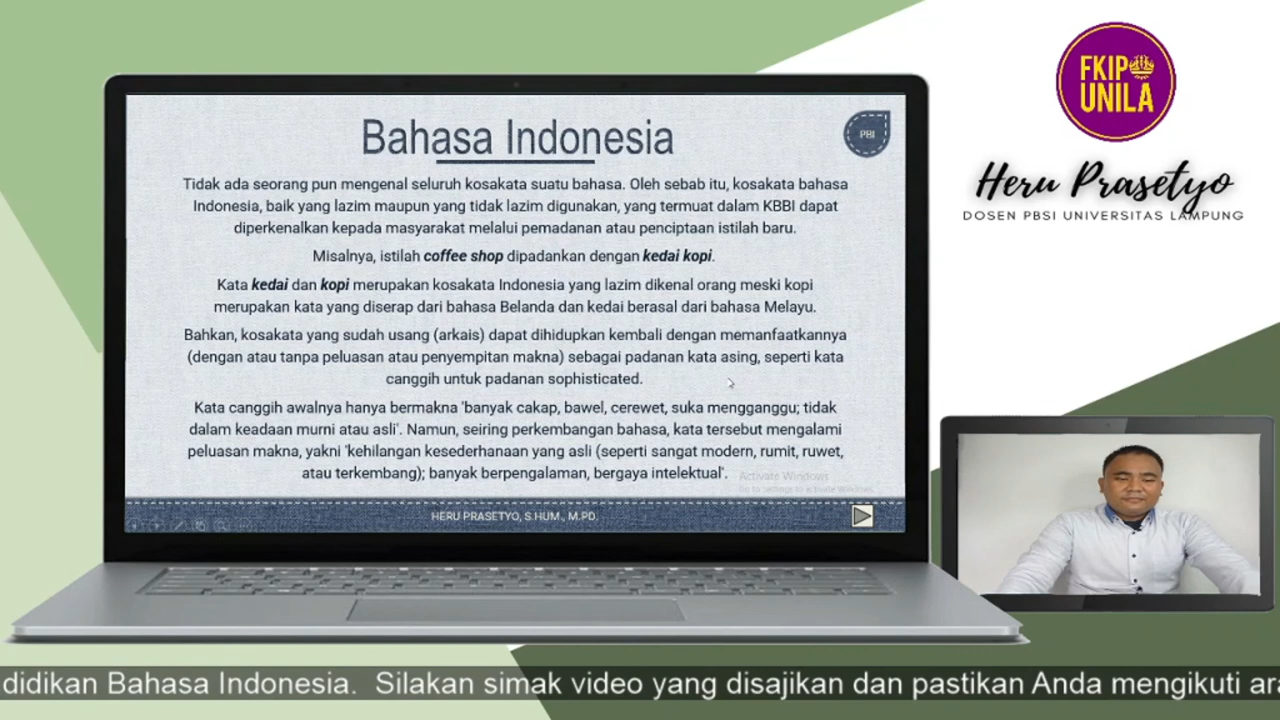 FKIP
UNILA
Heru Prasetyo
DOSEN PBSI UNIVERSITAS LAMPUNG
Bahasa Indonesia
PBI
Tidak ada seorang pun mengenal seluruh kosakata suatu bahasa. Oleh sebab itu, kosakata bahasa
Indonesia, baik yang lazim maupun yang tidak lazim digunakan, yang termuat dalam KBBI dapat
diperkenalkan kepada masyarakat melalui pemadanan atau penciptaan istilah baru.
Misalnya, istilah coffee shop dipadankan dengan kedai kopi.
Kata kedai dan kopi merupakan kosakata Indonesia yang lazim dikenal orang meski kopi
merupakan kata yang diserap dari bahasa Belanda dan kedai berasal dari bahasa Melayu.
Bahkan, kosakata yang sudah usang (arkais) dapat dihidupkan kembali dengan memanfaatkannya
(dengan atau tanpa peluasan atau penyempitan makna) sebagai padanan kata asing, seperti kata
canggih untuk padanan sophisticated.
Kata canggih awalnya hanya bermakna 'banyak cakap, bawel, cerewet, suka mengganggu; tidak
dalam keadaan murni atau asli'. Namun, seiring perkembangan bahasa, kata tersebut mengalami
peluasan makna, yakni 'kehilangan kesederhanaan yang asli (seperti sangat modern, rumit, ruwet,
atau terkembang); banyak berpengalaman, bergaya intelektual'.
Activate Windows
Go to Settings to activate Windows.
HERU PRASETYO, S.HUM., M.PD.
didikan Bahasa Indonesia. Silakan simak video yang disajikan dan pastikan Anda mengikuti ara